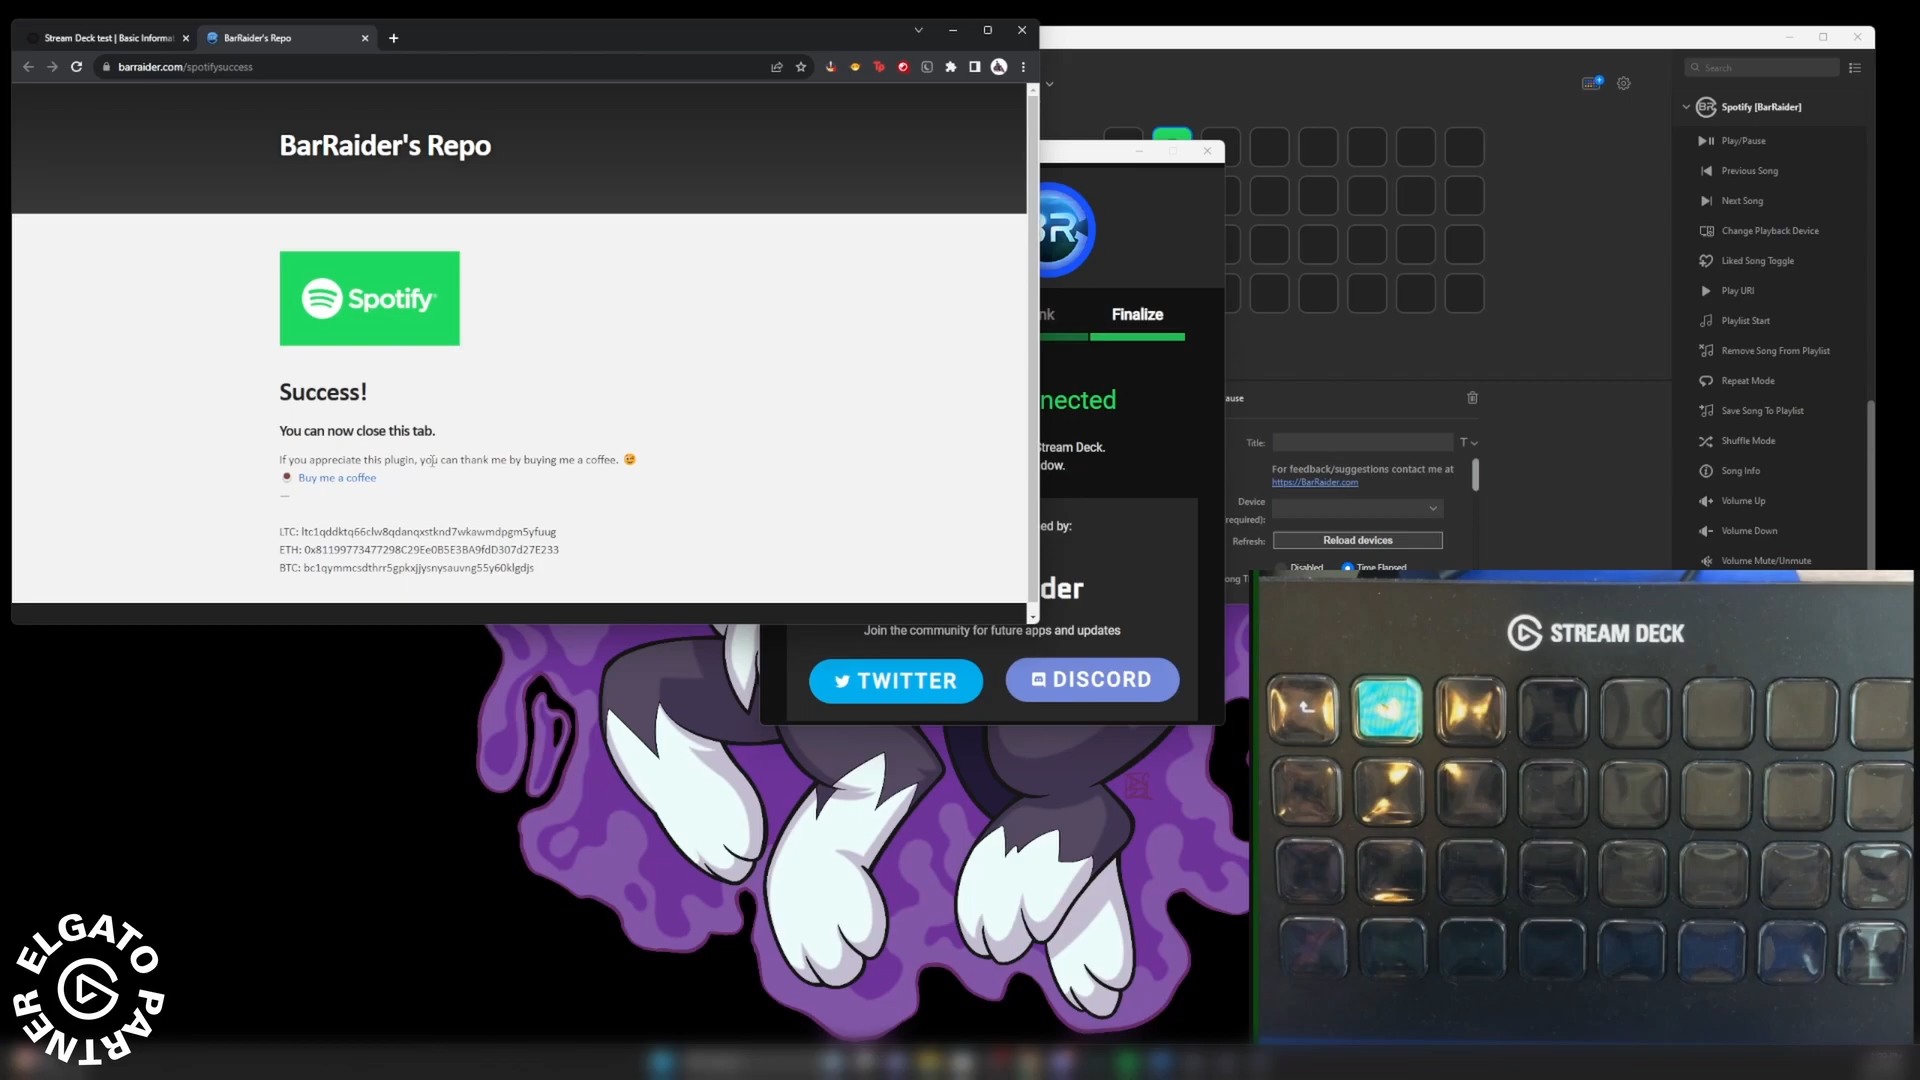 Stream Deck test | Basic Informa
BarRaider's Repo
barraider.com/spotifysuccess
BarRaider's Repo
Spotify
Success!
You can now close this tab.
If you appreciate this plugin, you can thank me by buying me a coffee.
Buy me a coffee
—
LTC: ltc1qddktq66clw8qdanqxstknd7wkawmdpgm5yfuug
ETH: 0x81199773477298C29Ee0B5E3BA9fdD307d27E233
BTC: bc1qymmcsdthrr5gpkxjjysnysauvng55y60klgdjs
BR
nk
Finalize
nected
Stream Deck.
dow.
ed by:
der
Join the community for future apps and updates
TWITTER
DISCORD
ause
Title:
T
For feedback/suggestions contact me at
https://BarRaider.com
Device
required):
Refresh:
Reload devices
ong T
Disabled
Time Elapsed
Search
Spotify [BarRaider]
Play/Pause
Previous Song
Next Song
Change Playback Device
Liked Song Toggle
Play URI
Playlist Start
Remove Song From Playlist
Repeat Mode
Save Song To Playlist
Shuffle Mode
Song Info
Volume Up
Volume Down
Volume Mute/Unmute
STREAM DECK
ELGATO PARTNER